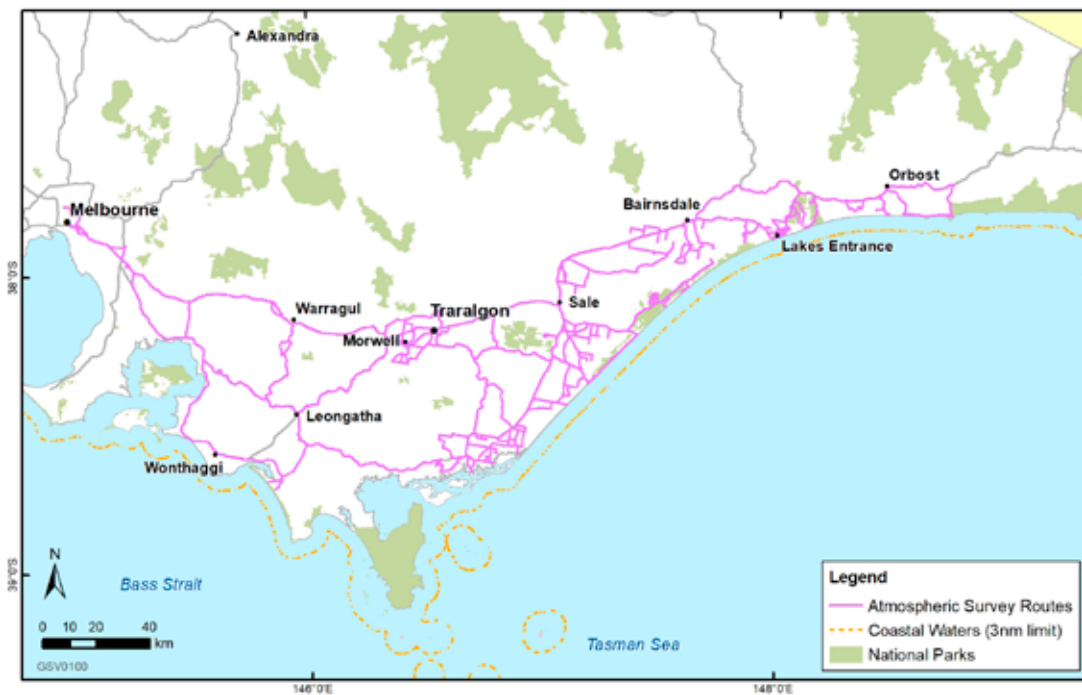 Alexandra
Melbourne
Orbost
Bairnsdale
Lakes Entrance
38°0'S
Sale
Warragul
Traralgon
Morwell
Leongatha
Wonthaggi
39°0'S
N
Bass Strait
0 10 20 40
km
GSV0100
Tasman Sea
Legend
Atmospheric Survey Routes
Coastal Waters (3nm limit)
National Parks
146°0'E
148°0'E